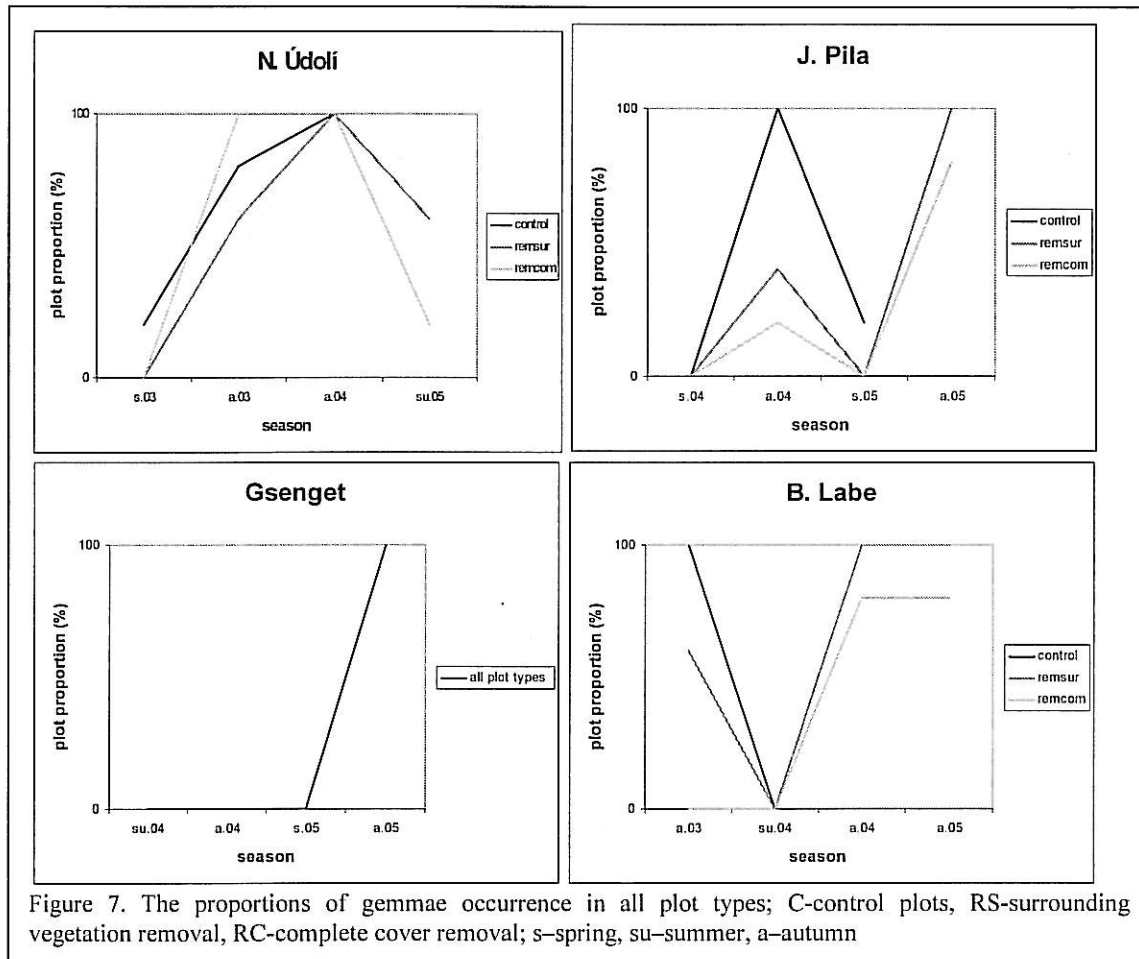 N. Údolí
100
0
plot proportion (%)
s.03 a.03 a.04 su.05
season
control
remsur
remcom
J. Pila
100
0
plot proportion (%)
s.04 a.04 s.05 a.05
season
control
remsur
remcom
Gsenget
100
0
plot proportion (%)
su.04 a.04 s.05 a.05
season
all plot types
B. Labe
100
0
plot proportion (%)
a.03 su.04 a.04 a.05
season
control
remsur
remcom
Figure 7. The proportions of gemmae occurrence in all plot types; C-control plots, RS-surrounding
vegetation removal, RC-complete cover removal; s–spring, su–summer, a–autumn